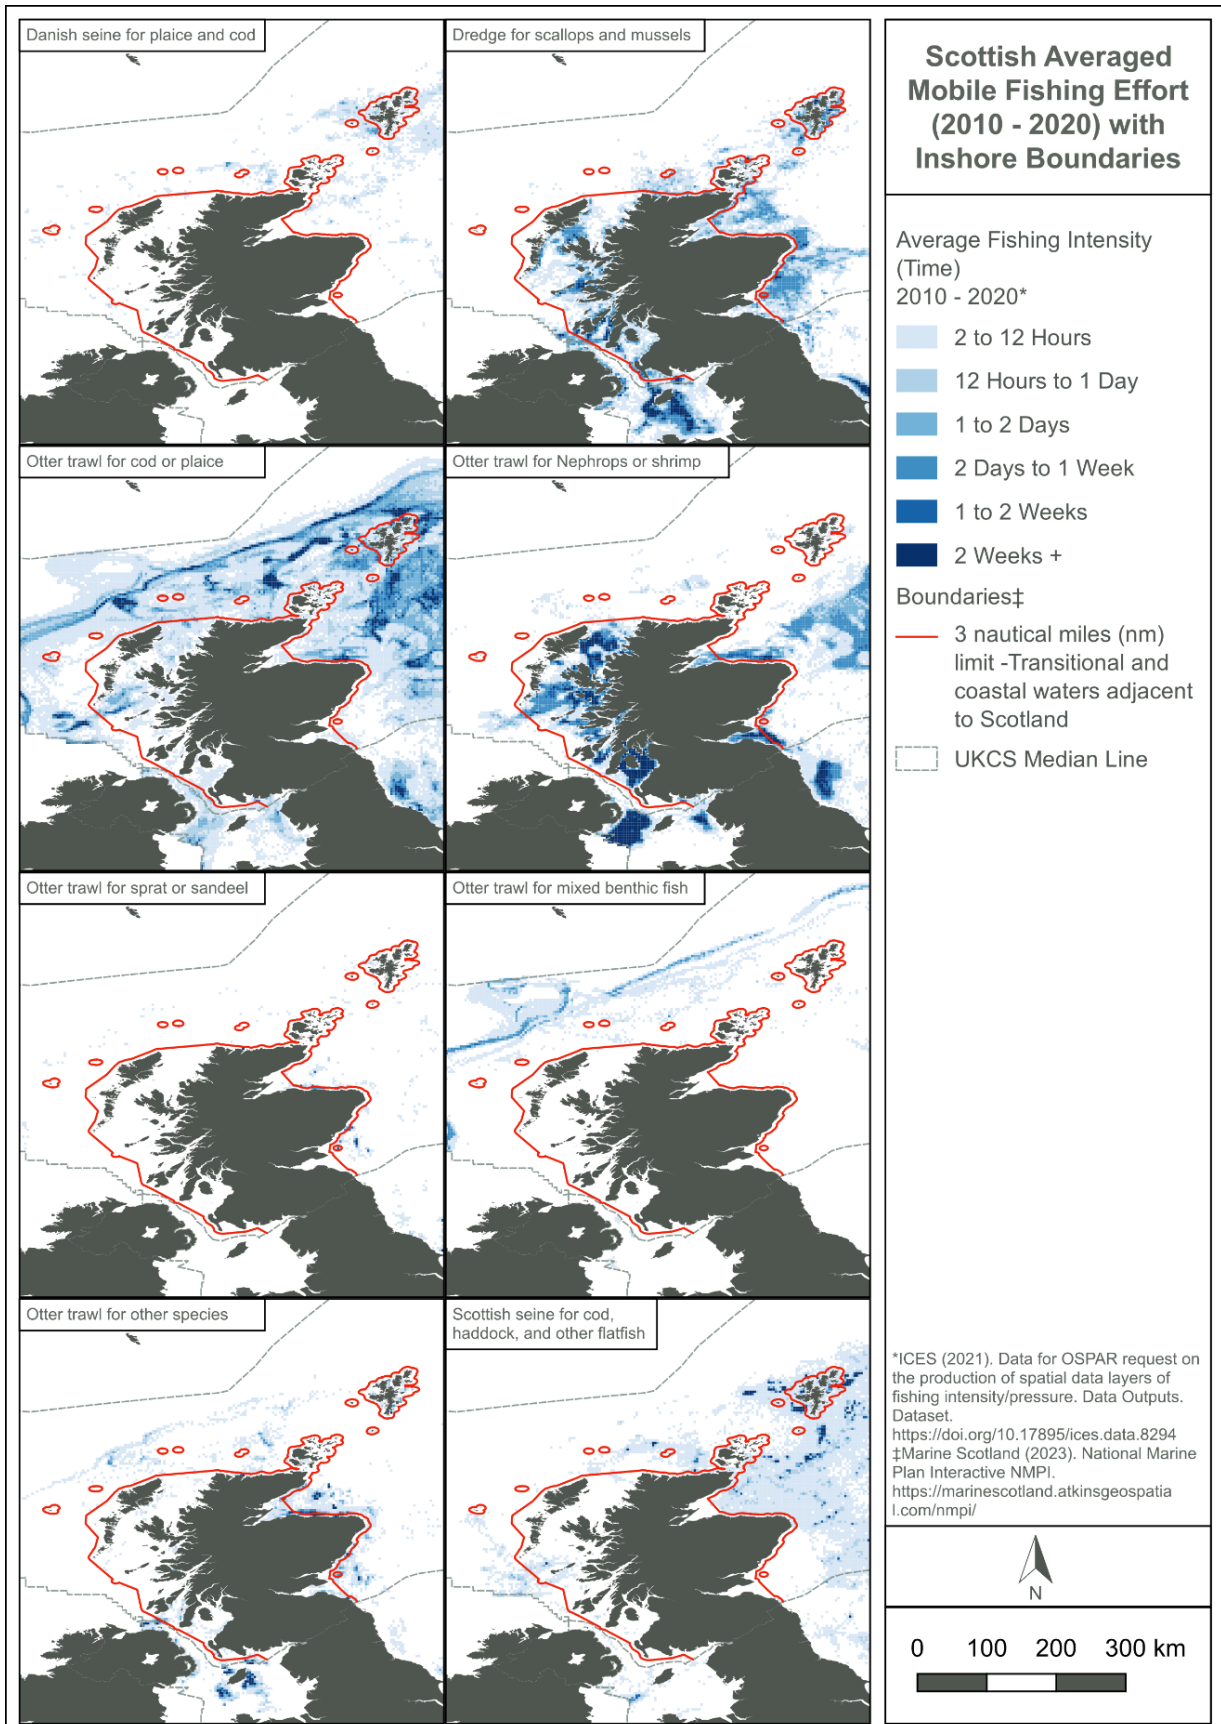 Danish seine for plaice and cod
Dredge for scallops and mussels
Otter trawl for cod or plaice
Otter trawl for Nephrops or shrimp
Otter trawl for sprat or sandeel
Otter trawl for mixed benthic fish
Otter trawl for other species
Scottish seine for cod,
haddock, and other flatfish
Scottish Averaged
Mobile Fishing Effort
(2010 - 2020) with
Inshore Boundaries
Average Fishing Intensity
(Time)
2010 - 2020*
2 to 12 Hours
12 Hours to 1 Day
1 to 2 Days
2 Days to 1 Week
1 to 2 Weeks
2 Weeks +
Boundaries‡
3 nautical miles (nm)
limit -Transitional and
coastal waters adjacent
to Scotland
UKCS Median Line
*ICES (2021). Data for OSPAR request on
the production of spatial data layers of
fishing intensity/pressure. Data Outputs.
Dataset.
https://doi.org/10.17895/ices.data.8294
‡Marine Scotland (2023). National Marine
Plan Interactive NMPI.
https://marinescotland.atkinsgeospatia
l.com/nmpi/
N
0 100 200 300 km